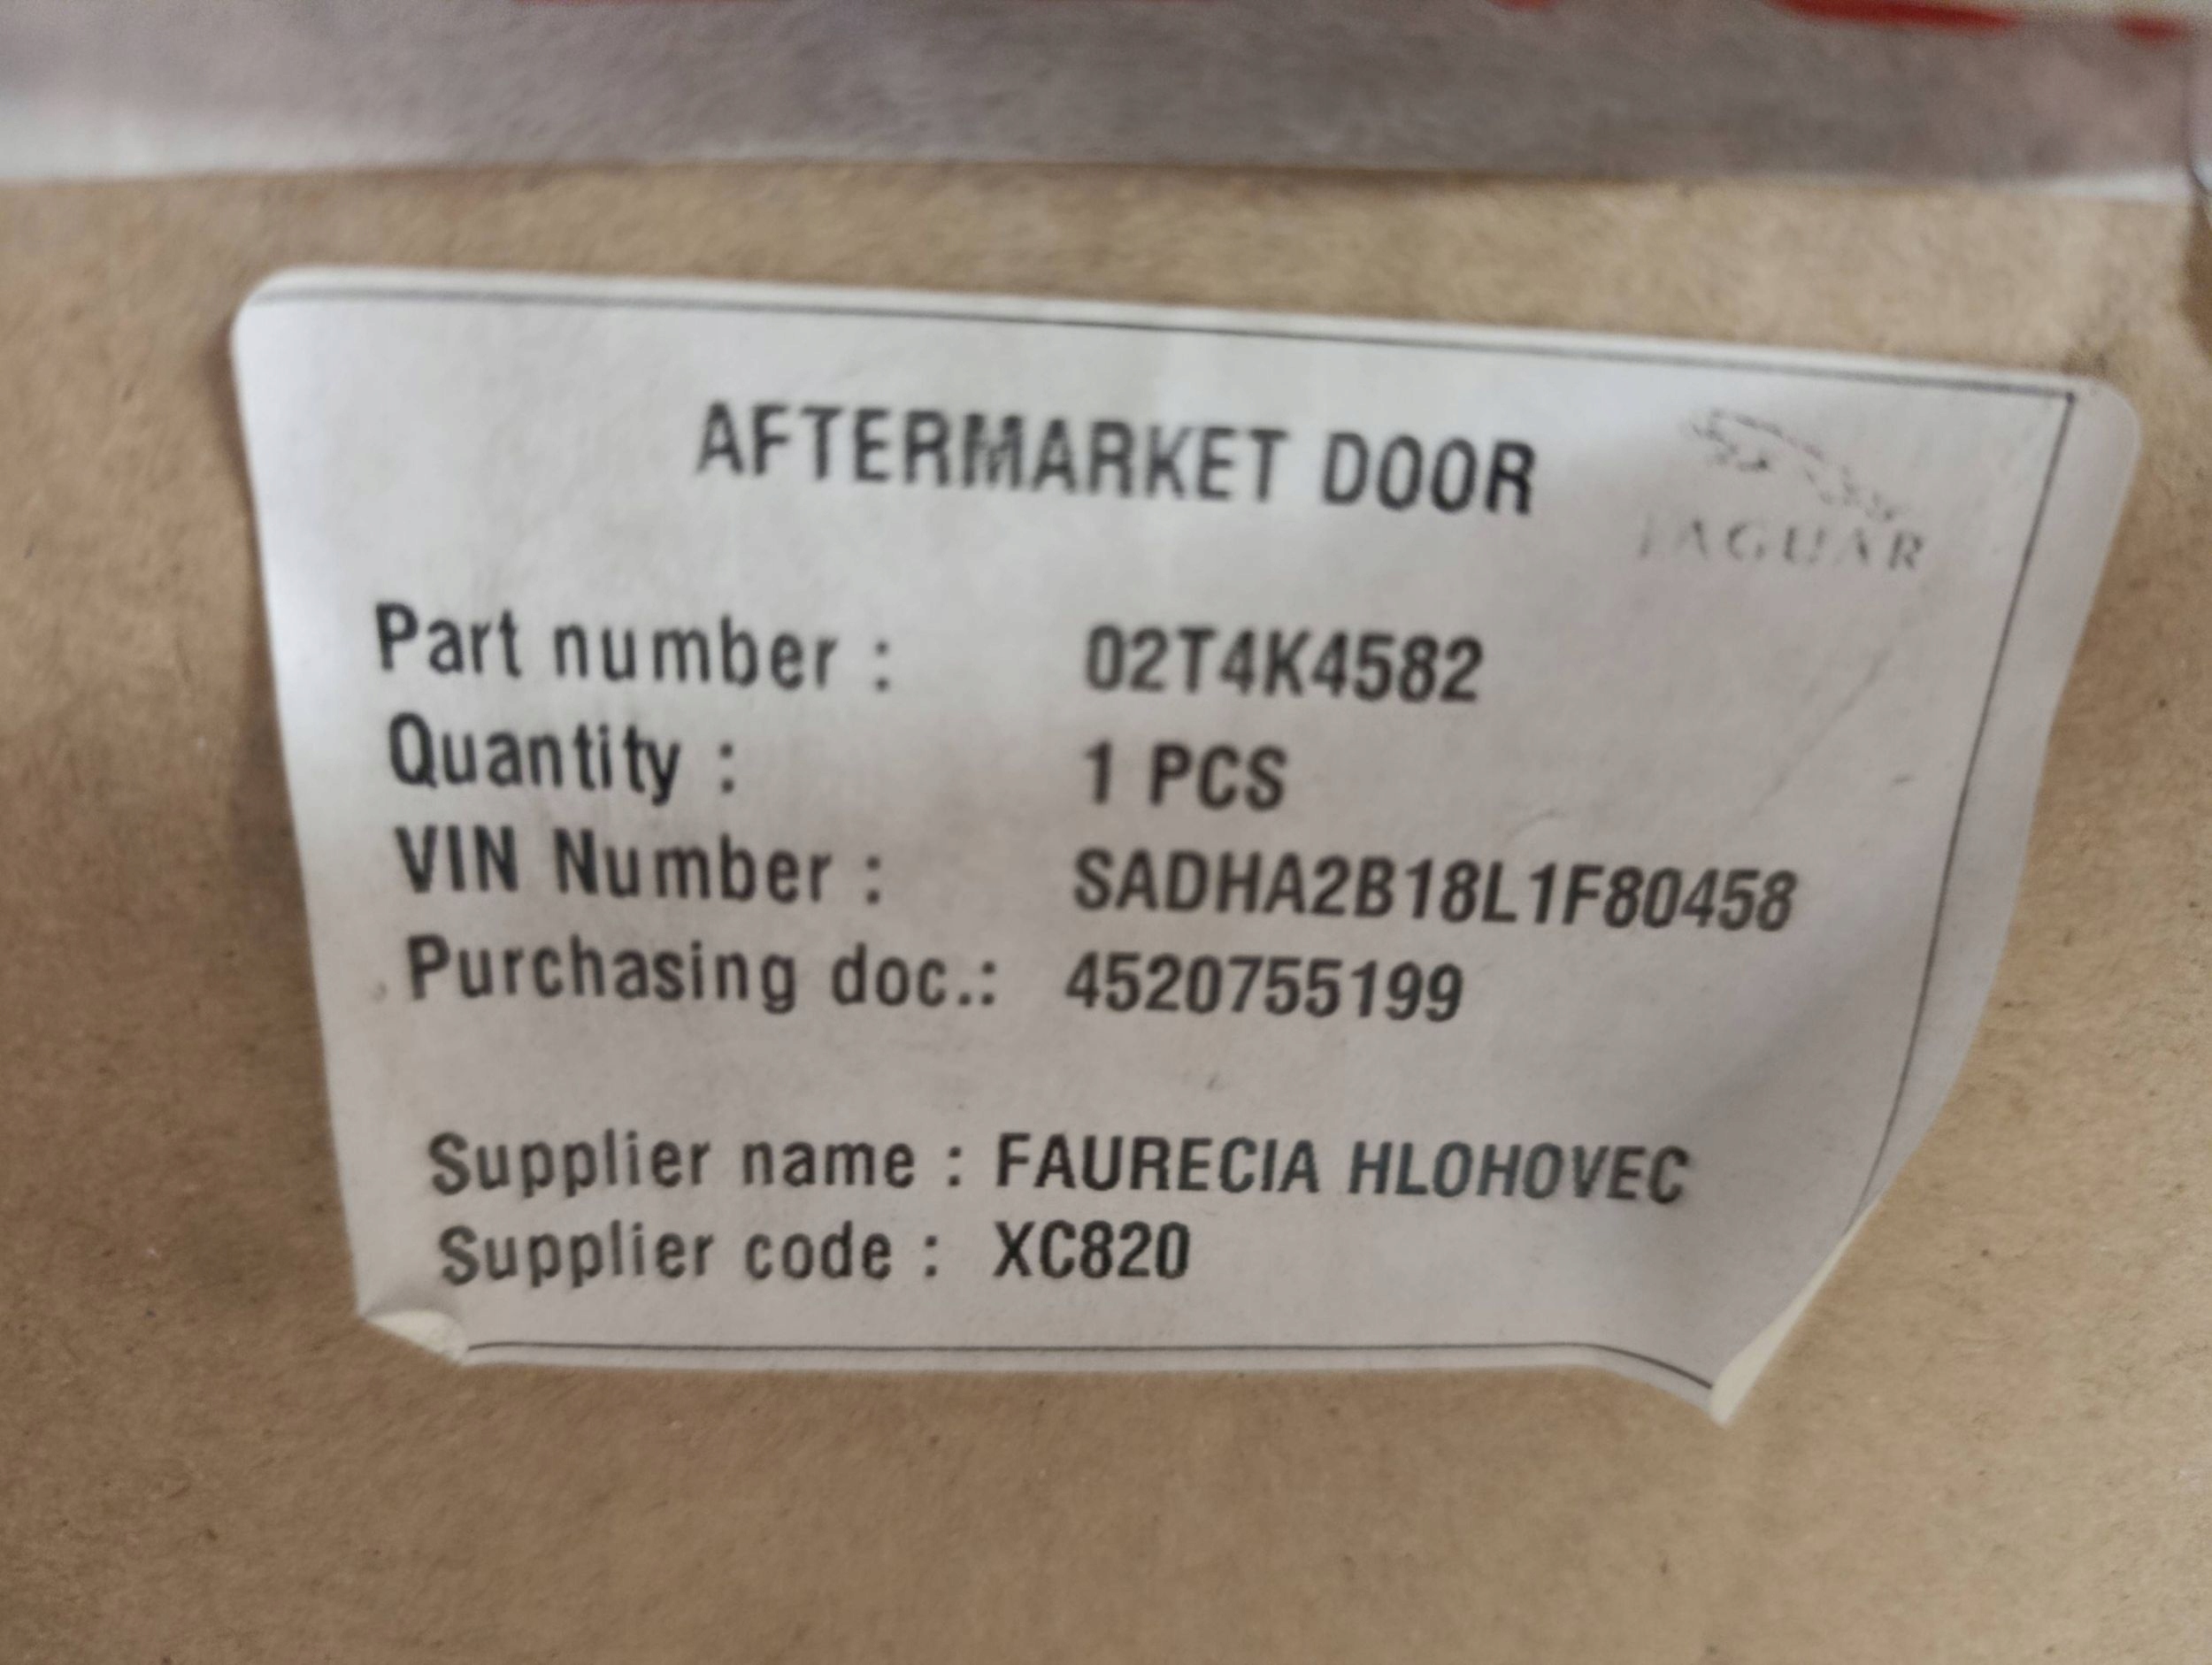 AFTERMARKET DOOR
JAGUAR
Part number : 02T4K4582
Quantity : 1 PCS
VIN Number : SADHA2B18L1F80458
Purchasing doc.: 4520755199
Supplier name : FAURECIA HLOHOVEC
Supplier code : XC820